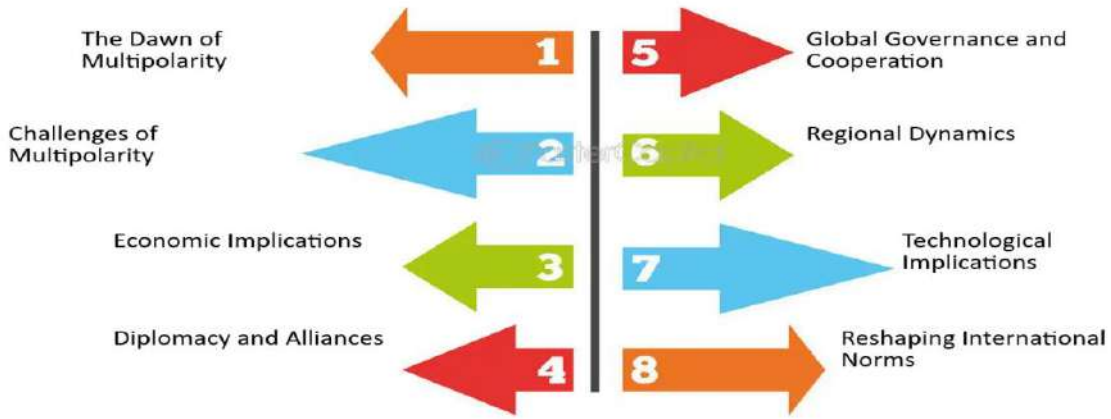 The Dawn of
Multipolarity
1
Challenges of
Multipolarity
2
Economic Implications
3
Diplomacy and Alliances
4
5
Global Governance and
Cooperation
6
Regional Dynamics
7
Technological
Implications
8
Reshaping International
Norms